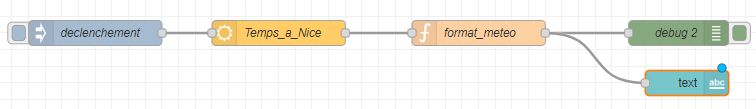 declenchement
Temps_a_Nice
format_meteo
debug 2
text
abc